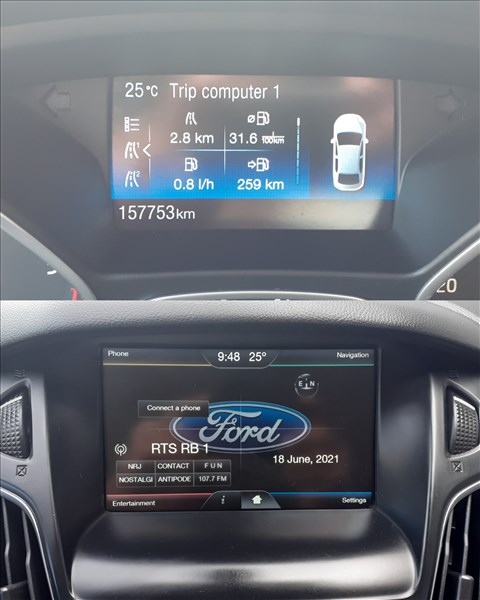 25°C Trip computer 1
2.8 km 31.6 l/100km
0.8 l/h 259 km
157753km
20
Phone 9:48 25° Navigation
E N
Connect a phone
Ford
RTS RB 1
18 June, 2021
NRJ CONTACT FUN
NOSTALGI ANTIPODE 107.7 FM
i
Entertainment Settings